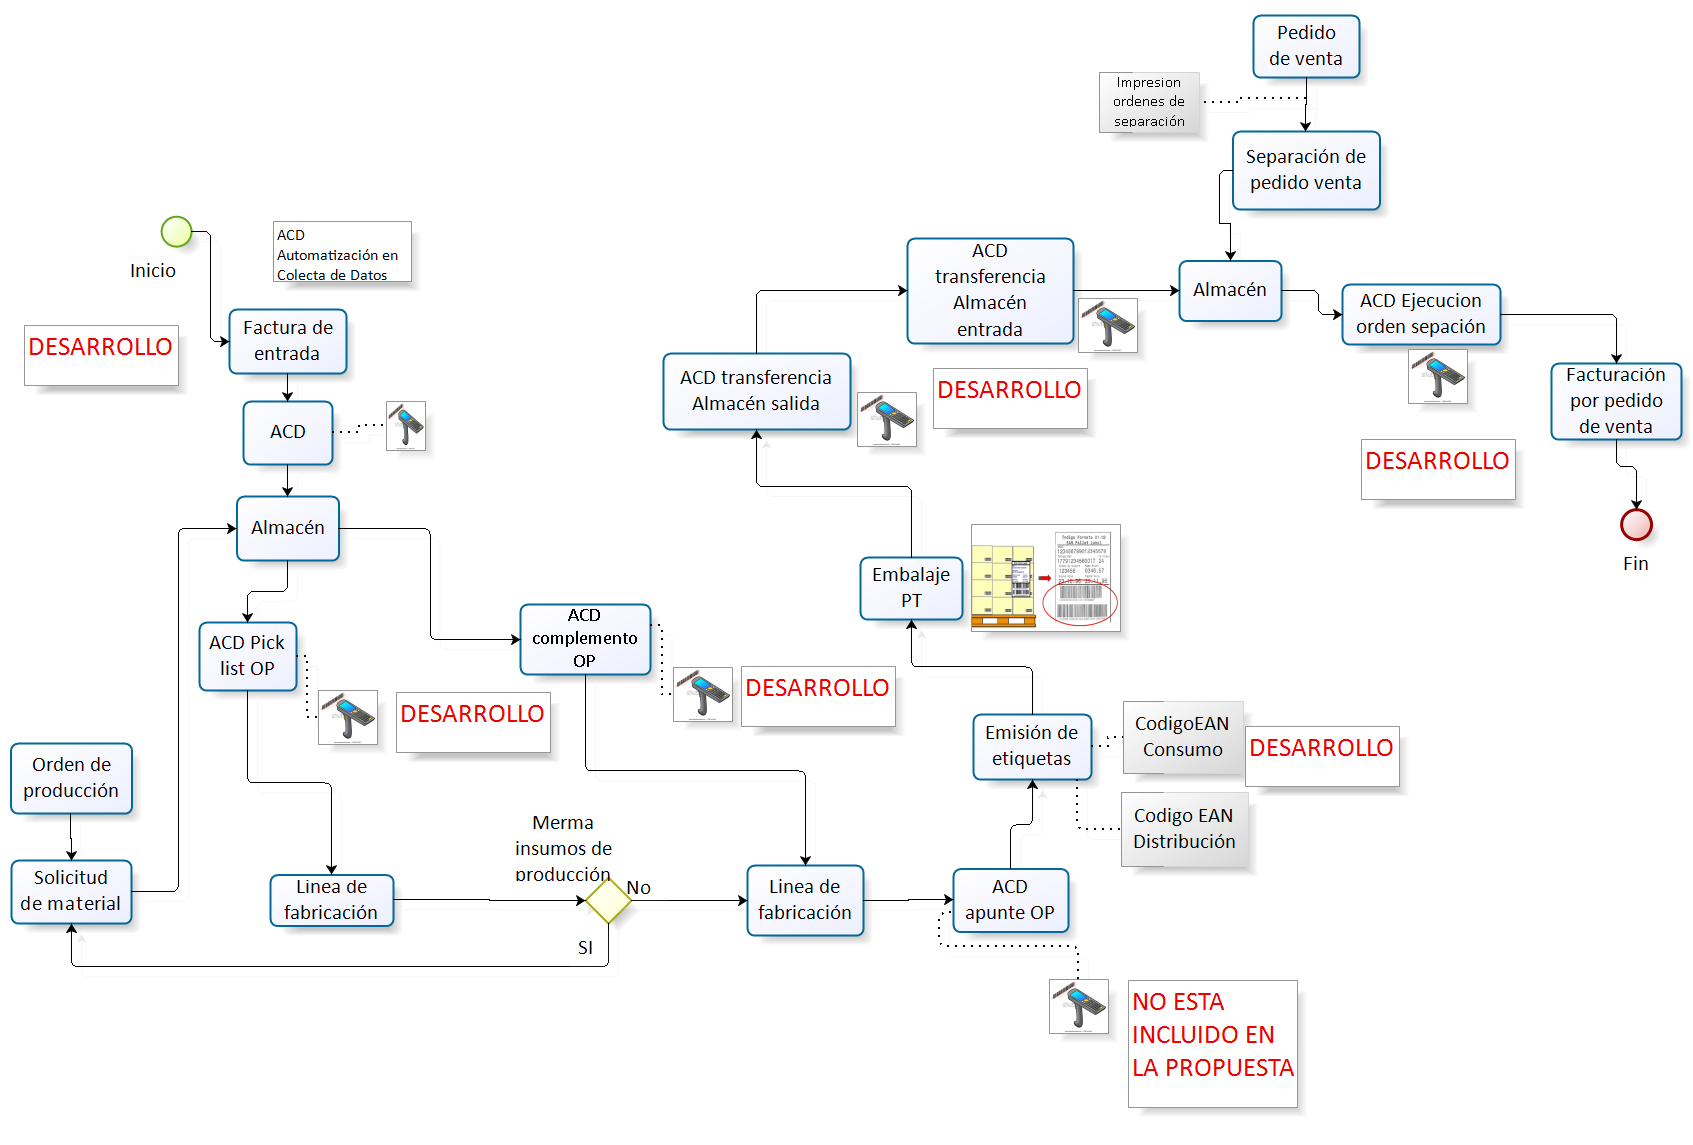 Pedido
de venta
Impresion
ordenes de
separación
Separación de
pedido venta
Inicio
ACD
Automatización en
Colecta de Datos
DESARROLLO
Factura de
entrada
ACD
Almacén
ACD Pick
list OP
DESARROLLO
Orden de
producción
Solicitud
de material
Linea de
fabricación
Merma
insumos de
producción
No
SI
ACD
complemento
OP
DESARROLLO
Linea de
fabricación
ACD
apunte OP
NO ESTA
INCLUIDO EN
LA PROPUESTA
Emisión de
etiquetas
CodigoEAN
Consumo
DESARROLLO
Codigo EAN
Distribución
Embalaje
PT
ACD transferencia
Almacén salida
ACD
transferencia
Almacén
entrada
DESARROLLO
Almacén
ACD Ejecucion
orden sepación
DESARROLLO
Facturación
por pedido
de venta
Fin